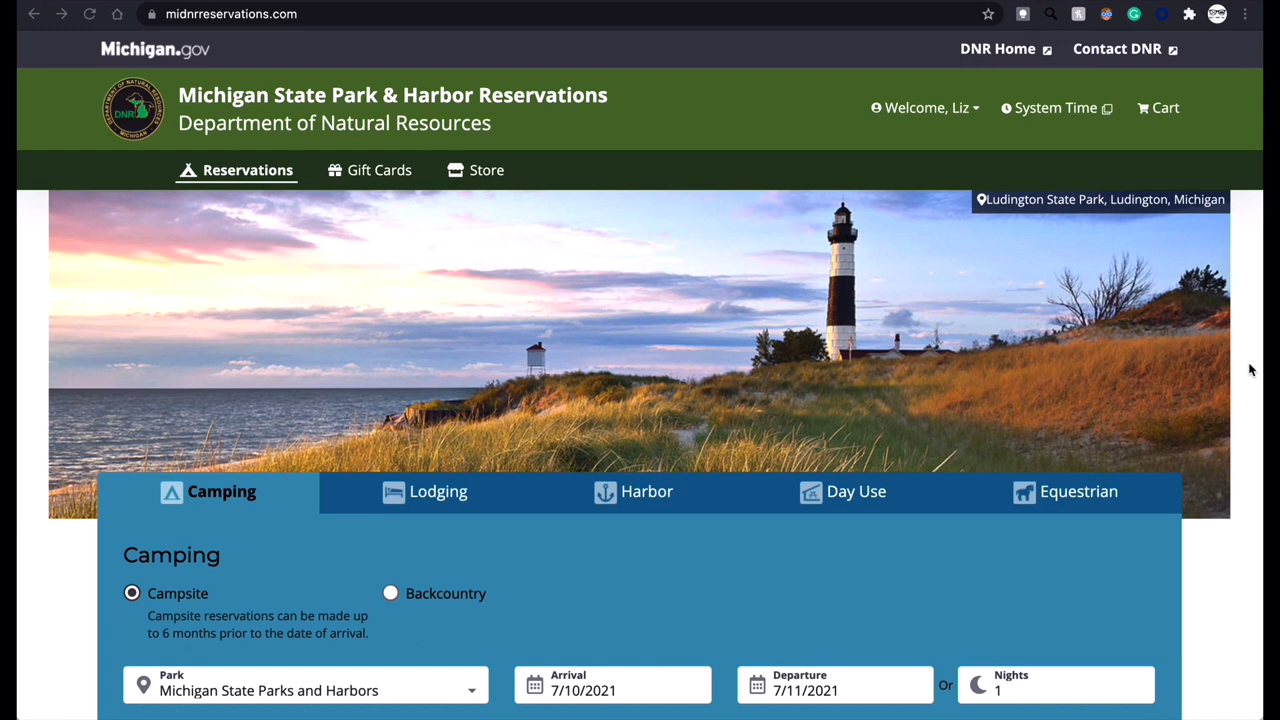 midnrreservations.com
Michigan.gov
DNR Home
Contact DNR
Michigan State Park & Harbor Reservations
Department of Natural Resources
DNR
Welcome, Liz
System Time
Cart
Reservations
Gift Cards
Store
Ludington State Park, Ludington, Michigan
Camping
Lodging
Harbor
Day Use
Equestrian
Camping
Campsite
Backcountry
Campsite reservations can be made up
to 6 months prior to the date of arrival.
Park
Michigan State Parks and Harbors
Arrival
7/10/2021
Departure
7/11/2021
Or
Nights
1